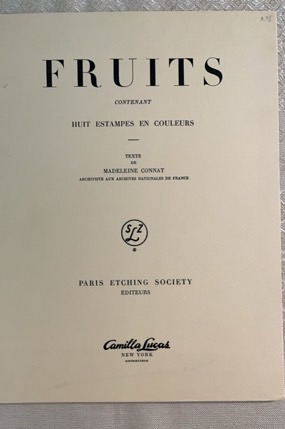 FRUITS
CONTENANT
HUIT ESTAMPES EN COULEURS
TEXTE
DE
MADELEINE CONNAT
ARCHIVISTE AUX ARCHIVES NATIONALES DE FRANCE
SLZ
PARIS ETCHING SOCIETY
EDITEURS
Camilla Lucas
NEW YORK